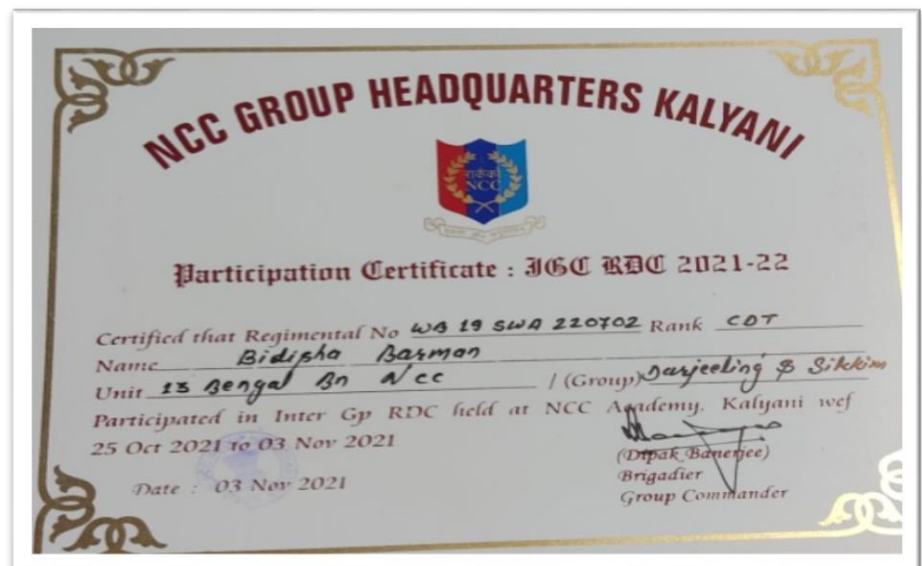 NCC GROUP HEADQUARTERS KALYANI
राकैको
NCC
Participation Certificate : IGC RDC 2021-22
Certified that Regimental No WB 19 SWA 220702 Rank CDT
Name Bidipha Barman
Unit 13 Bengal Bn NCC / (Group) Darjeeling & Sikkim
Participated in Inter Gp RDC held at NCC Academy, Kalyani wef
25 Oct 2021 to 03 Nov 2021
(Dipak Banerjee)
Brigadier
Date : 03 Nov 2021
Group Commander